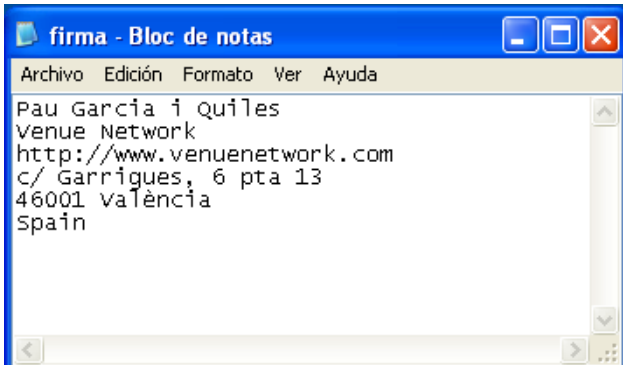 firma - Bloc de notas
Archivo Edición Formato Ver Ayuda
Pau Garcia i Quiles
Venue Network
http://www.venuenetwork.com
c/ Garrigues, 6 pta 13
46001 València
Spain